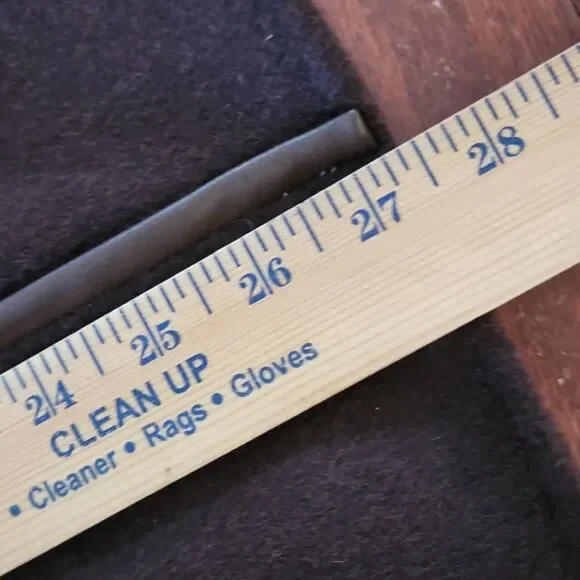 24 25 26 27 28
CLEAN UP
• Cleaner • Rags • Gloves